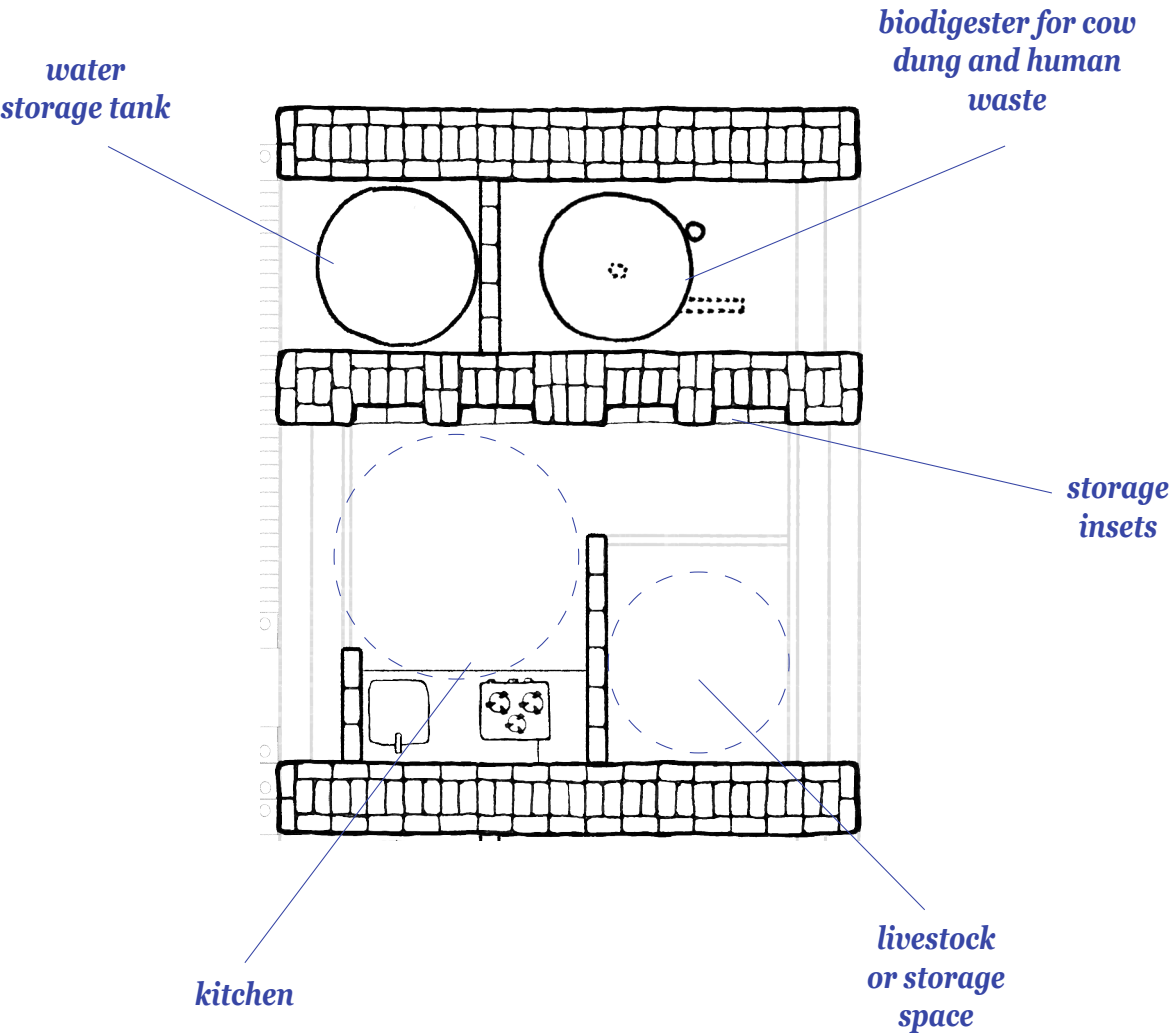 biodigester for cow
dung and human
waste
water
storage tank
storage
insets
livestock
or storage
space
kitchen